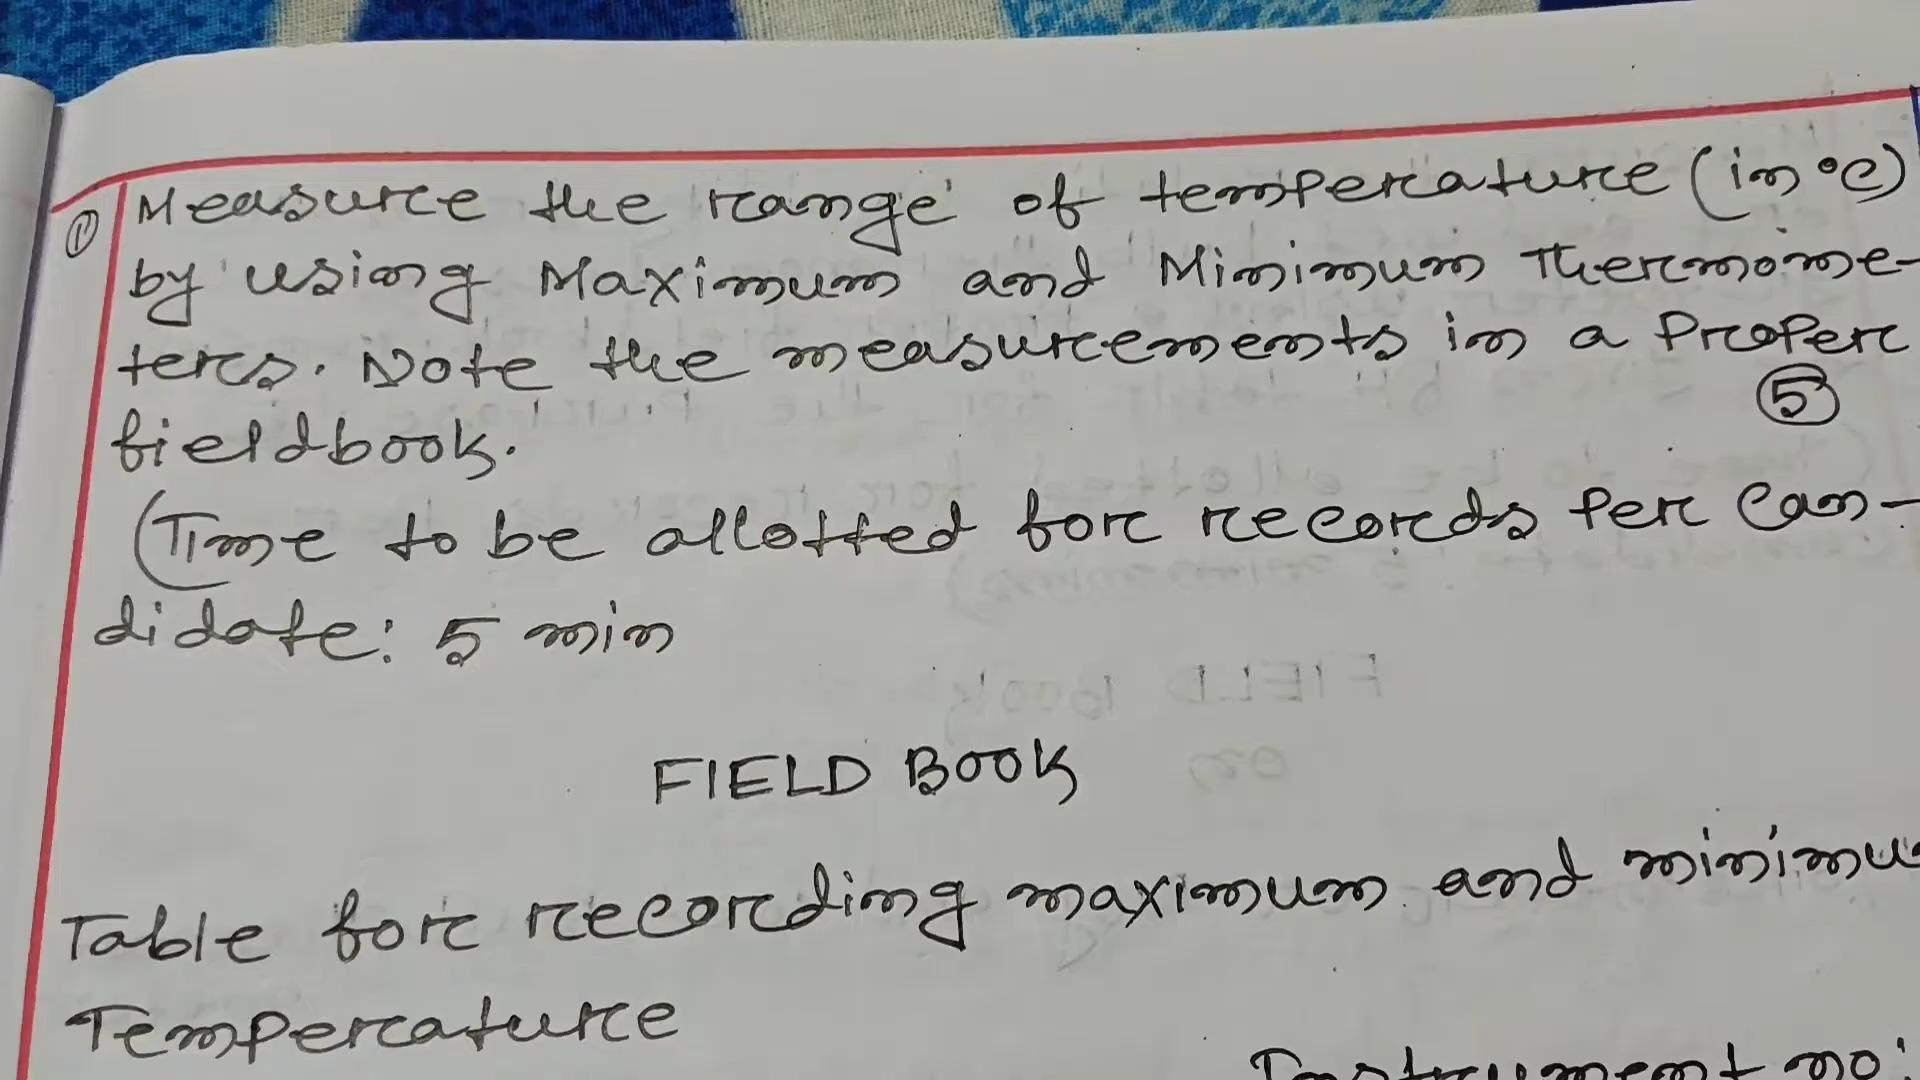 ① Measure the range of temperature (in °C)
by using Maximum and Minimum Thermome-
ters. Note the measurements in a Proper
fieldbook. ⑤
(Time to be allotted for records Per Can-
didate: 5 min
FIELD BOOK
Table for recording maximum and minimu
Temperature
Instrument no: